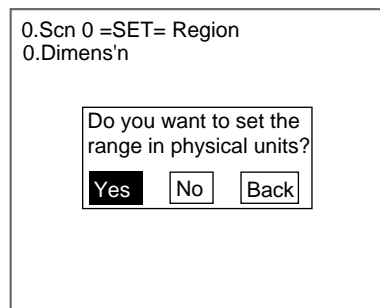 0.Scn 0 =SET= Region
0.Dimens'n
Do you want to set the
range in physical units?
Yes No Back